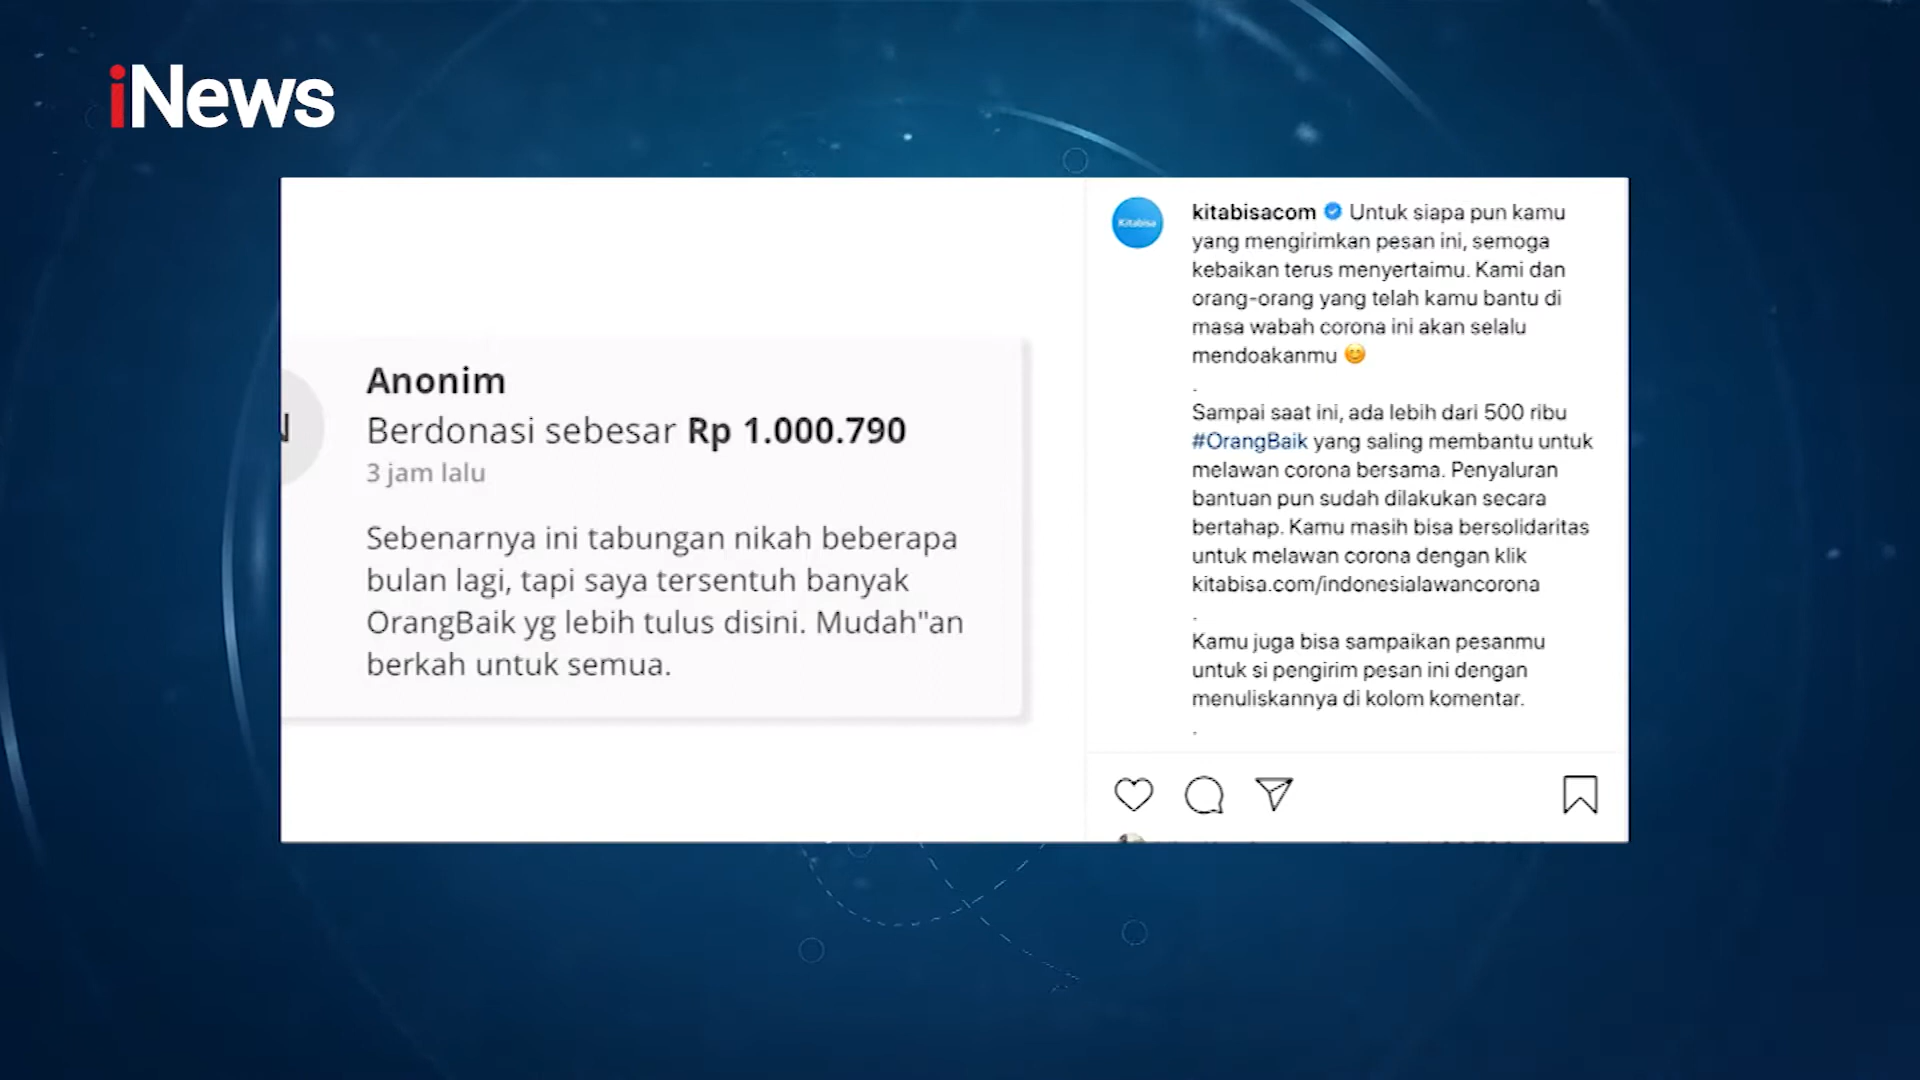 iNews
Anonim
Berdonasi sebesar Rp 1.000.790
3 jam lalu
Sebenarnya ini tabungan nikah beberapa
bulan lagi, tapi saya tersentuh banyak
OrangBaik yg lebih tulus disini. Mudah"an
berkah untuk semua.
Kitabisa
kitabisacom Untuk siapa pun kamu
yang mengirimkan pesan ini, semoga
kebaikan terus menyertaimu. Kami dan
orang-orang yang telah kamu bantu di
masa wabah corona ini akan selalu
mendoakanmu 😊
.
Sampai saat ini, ada lebih dari 500 ribu
#OrangBaik yang saling membantu untuk
melawan corona bersama. Penyaluran
bantuan pun sudah dilakukan secara
bertahap. Kamu masih bisa bersolidaritas
untuk melawan corona dengan klik
kitabisa.com/indonesialawancorona
.
Kamu juga bisa sampaikan pesanmu
untuk si pengirim pesan ini dengan
menuliskannya di kolom komentar.
.